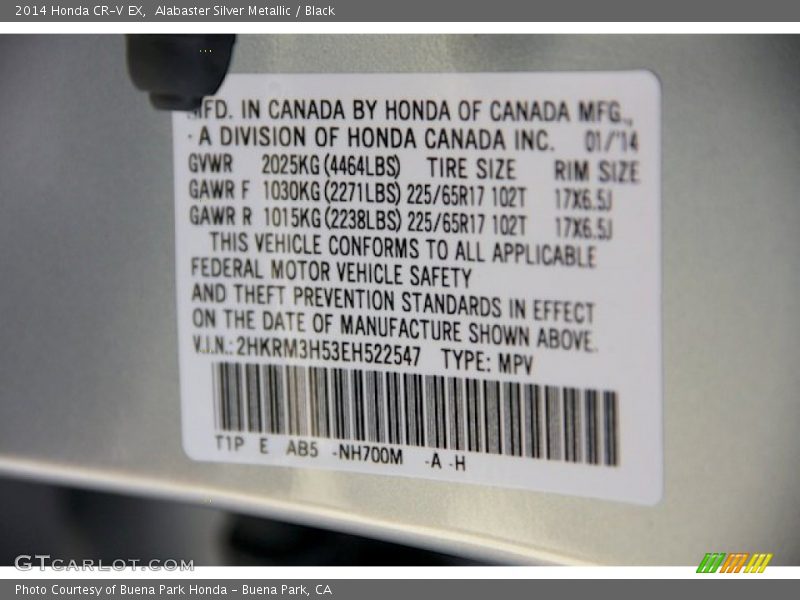 2014 Honda CR-V EX,  Alabaster Silver Metallic / Black
MFD. IN CANADA BY HONDA OF CANADA MFG.,
A DIVISION OF HONDA CANADA INC.  01/'14
GVWR  2025KG(4464LBS)  TIRE SIZE  RIM SIZE
GAWR F 1030KG(2271LBS) 225/65R17 102T  17X6.5J
GAWR R 1015KG(2238LBS) 225/65R17 102T  17X6.5J
THIS VEHICLE CONFORMS TO ALL APPLICABLE
FEDERAL MOTOR VEHICLE SAFETY
AND THEFT PREVENTION STANDARDS IN EFFECT
ON THE DATE OF MANUFACTURE SHOWN ABOVE.
V.I.N.: 2HKRM3H53EH522547  TYPE: MPV
T1P  E  AB5  -NH700M  -A -H
GTCARLOT.COM
Photo Courtesy of Buena Park Honda - Buena Park, CA